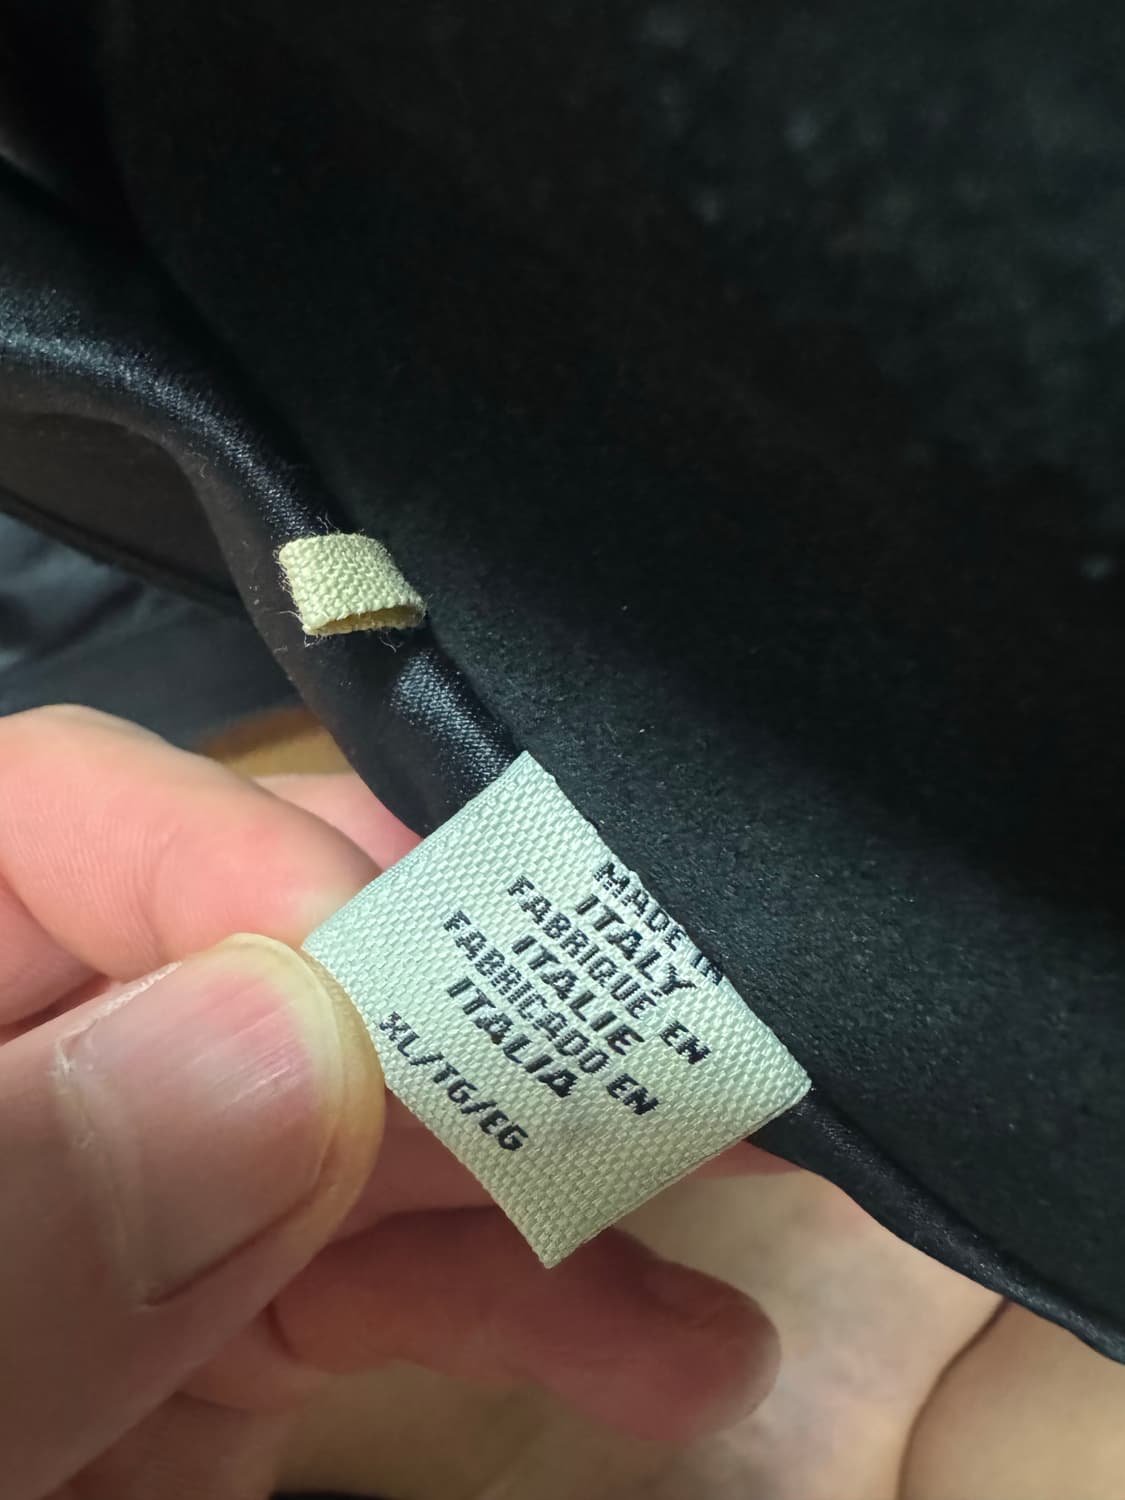 MADE IN
ITALY
FABRIQUE EN
ITALIE
FABRICADO EN
ITALIA
XL/TG/EG